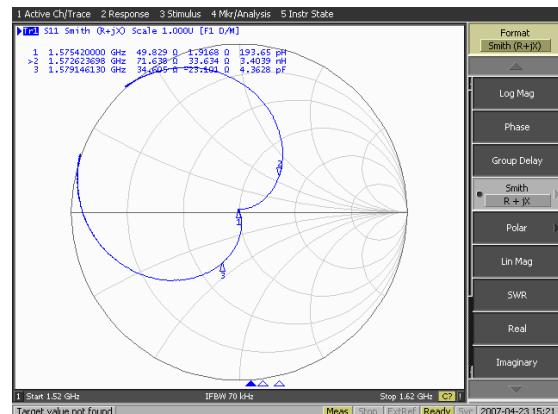 1 Active Ch/Trace 2 Response 3 Stimulus 4 Mkr/Analysis 5 Instr State
Tr1 S11 Smith (R+jX) Scale 1.000U [F1 D/M]
1 1.575420000 GHz 49.829 Ω 1.9168 Ω 193.65 pH
>2 1.572623698 GHz 71.638 Ω 33.634 Ω 3.4039 nH
3 1.579146130 GHz 34.605 Ω -23.101 Ω 4.3628 pF
2
1
3
Format
Smith (R+jX)
Log Mag
Phase
Group Delay
Smith
R + jX
Polar
Lin Mag
SWR
Real
Imaginary
1 Start 1.52 GHz IFBW 70 kHz Stop 1.62 GHz C? !
Target value not found Meas Stop ExtRef Ready Svc 2007-04-23 15:21